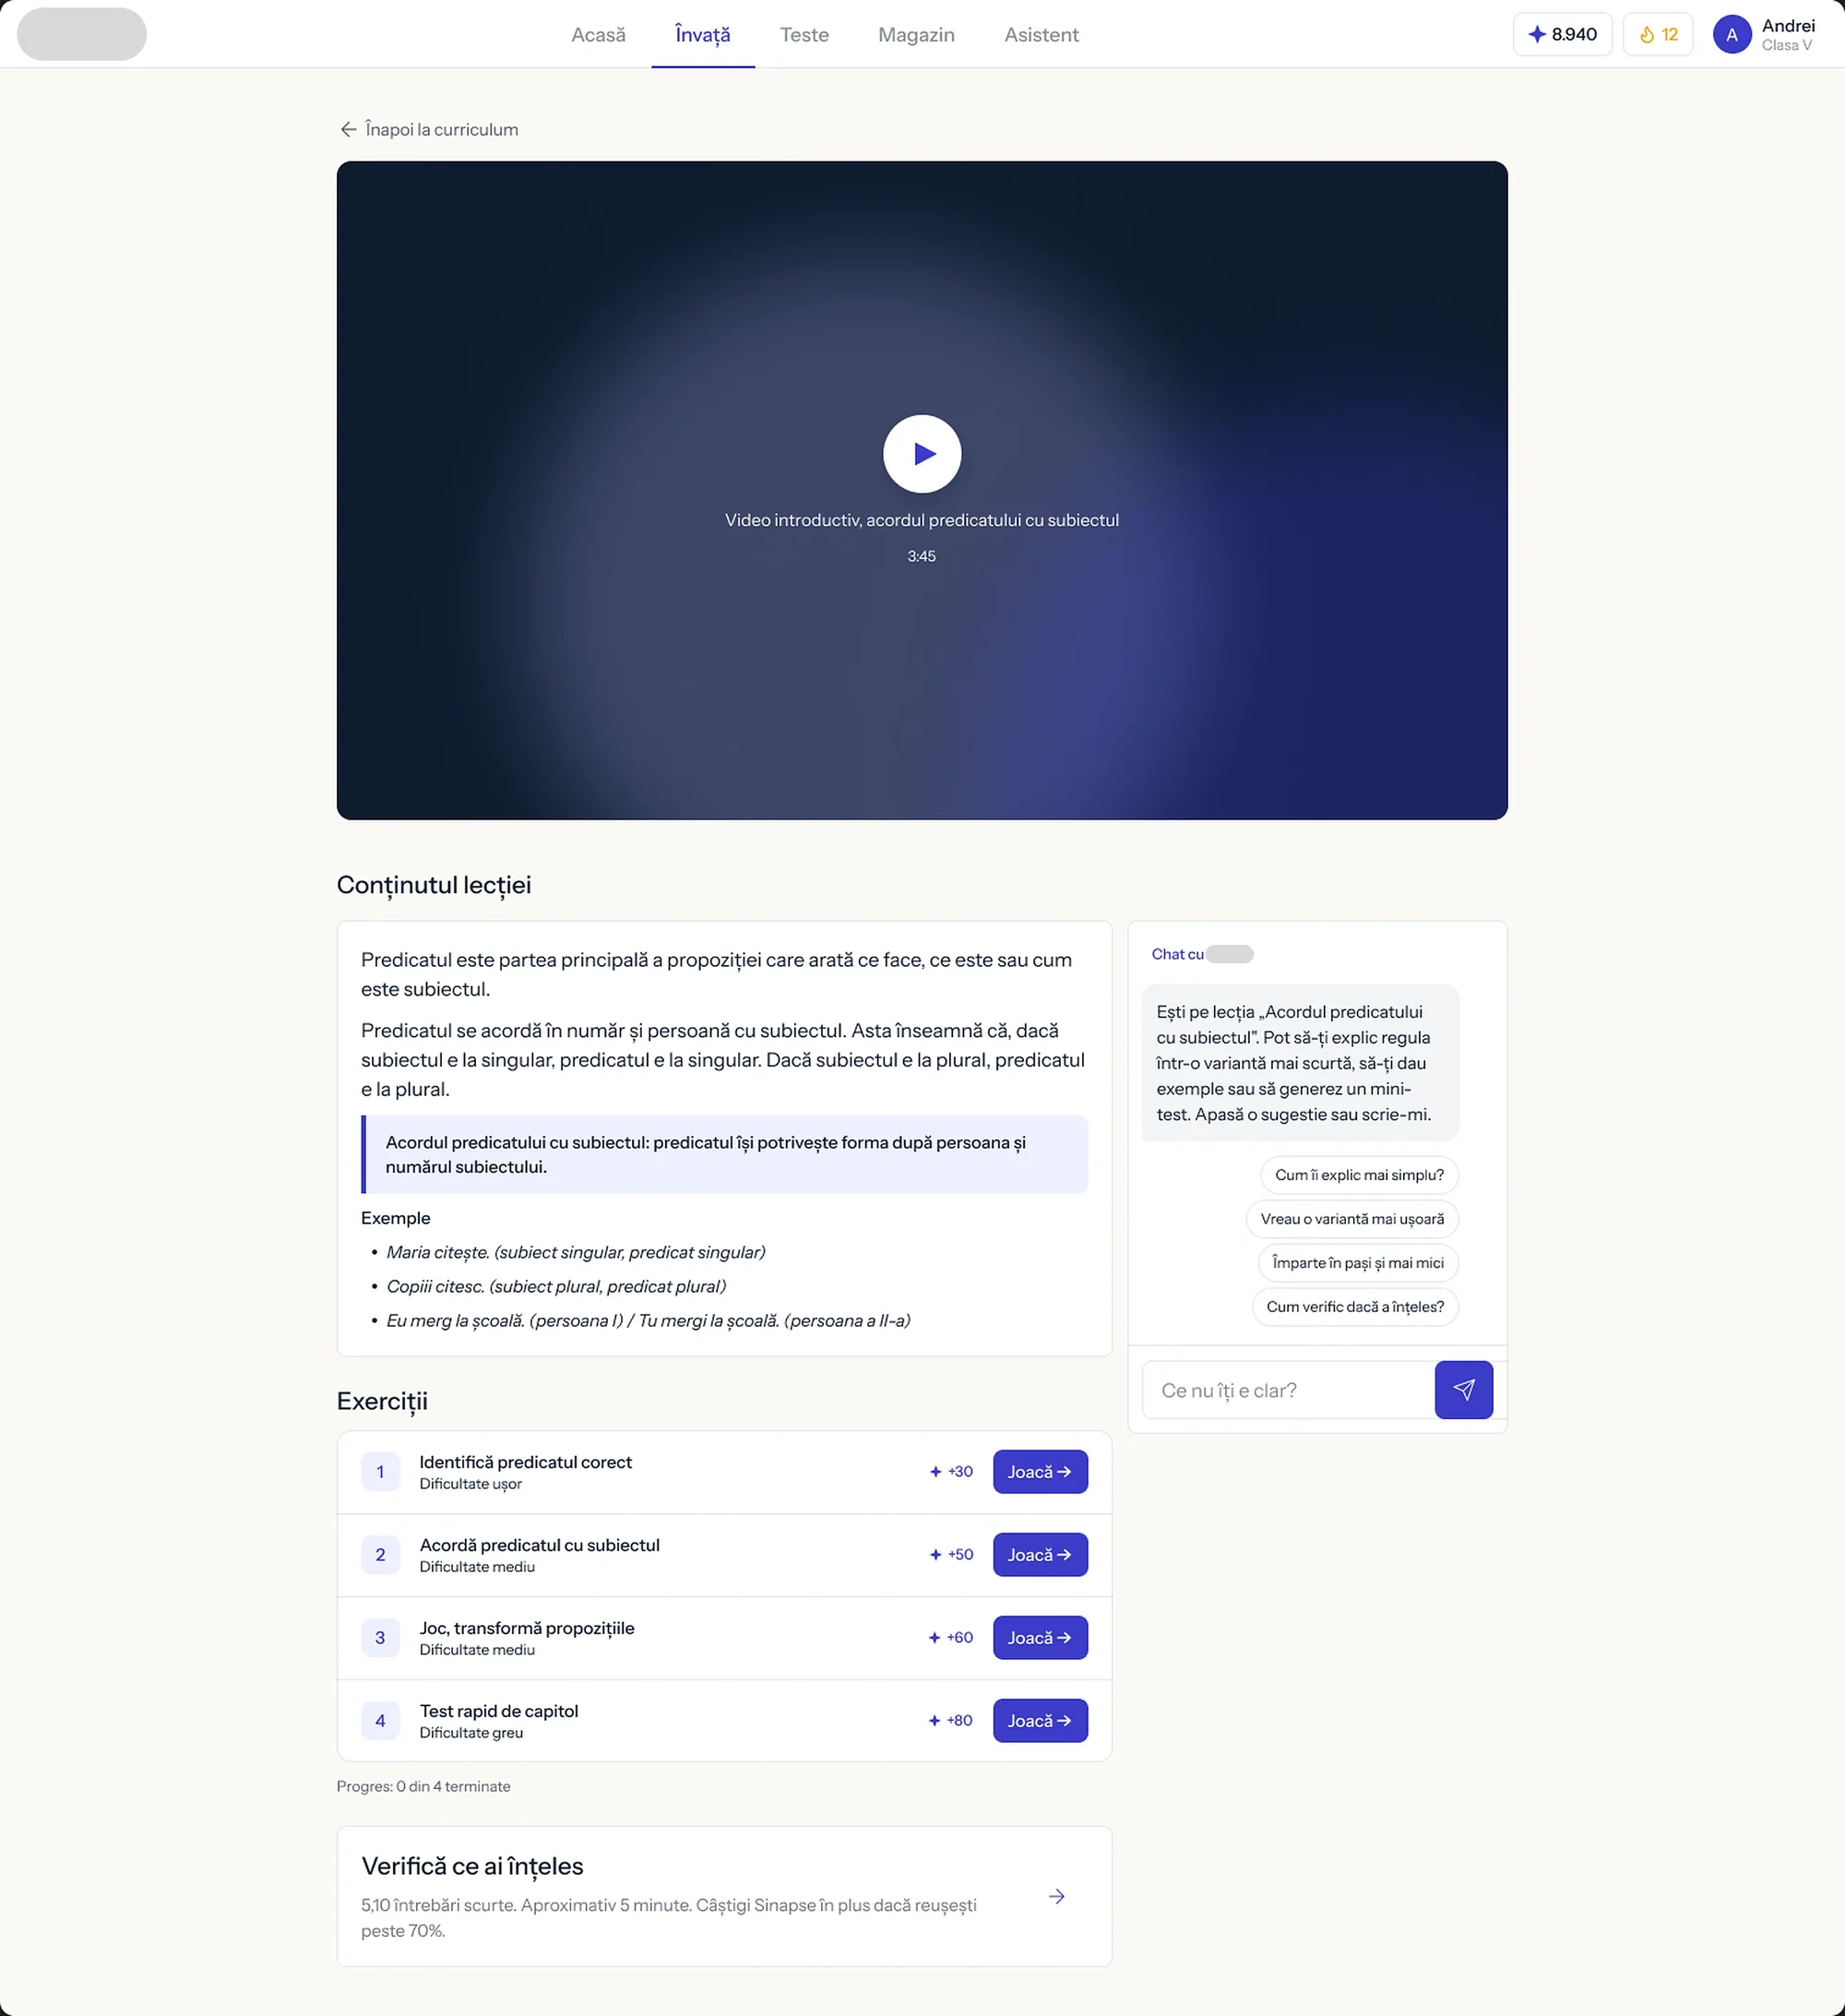 Acasă
Învață
Teste
Magazin
Asistent
8.940
12
A
Andrei
Clasa V
Înapoi la curriculum
Video introductiv, acordul predicatului cu subiectul
3:45
Conținutul lecției
Predicatul este partea principală a propoziției care arată ce face, ce este sau cum
este subiectul.
Predicatul se acordă în număr și persoană cu subiectul. Asta înseamnă că, dacă
subiectul e la singular, predicatul e la singular. Dacă subiectul e la plural, predicatul
e la plural.
Acordul predicatului cu subiectul: predicatul își potrivește forma după persoana și
numărul subiectului.
Exemple
• Maria citește. (subiect singular, predicat singular)
• Copiii citesc. (subiect plural, predicat plural)
• Eu merg la școală. (persoana I) / Tu mergi la școală. (persoana a II-a)
Chat cu
Ești pe lecția „Acordul predicatului
cu subiectul". Pot să-ți explic regula
într-o variantă mai scurtă, să-ți dau
exemple sau să generez un mini-
test. Apasă o sugestie sau scrie-mi.
Cum îi explic mai simplu?
Vreau o variantă mai ușoară
Împarte în pași și mai mici
Cum verific dacă a înțeles?
Ce nu îți e clar?
Exerciții
1
Identifică predicatul corect
Dificultate ușor
+30
Joacă →
2
Acordă predicatul cu subiectul
Dificultate mediu
+50
Joacă →
3
Joc, transformă propozițiile
Dificultate mediu
+60
Joacă →
4
Test rapid de capitol
Dificultate greu
+80
Joacă →
Progres: 0 din 4 terminate
Verifică ce ai înțeles
5,10 întrebări scurte. Aproximativ 5 minute. Câștigi Sinapse în plus dacă reușești
peste 70%.